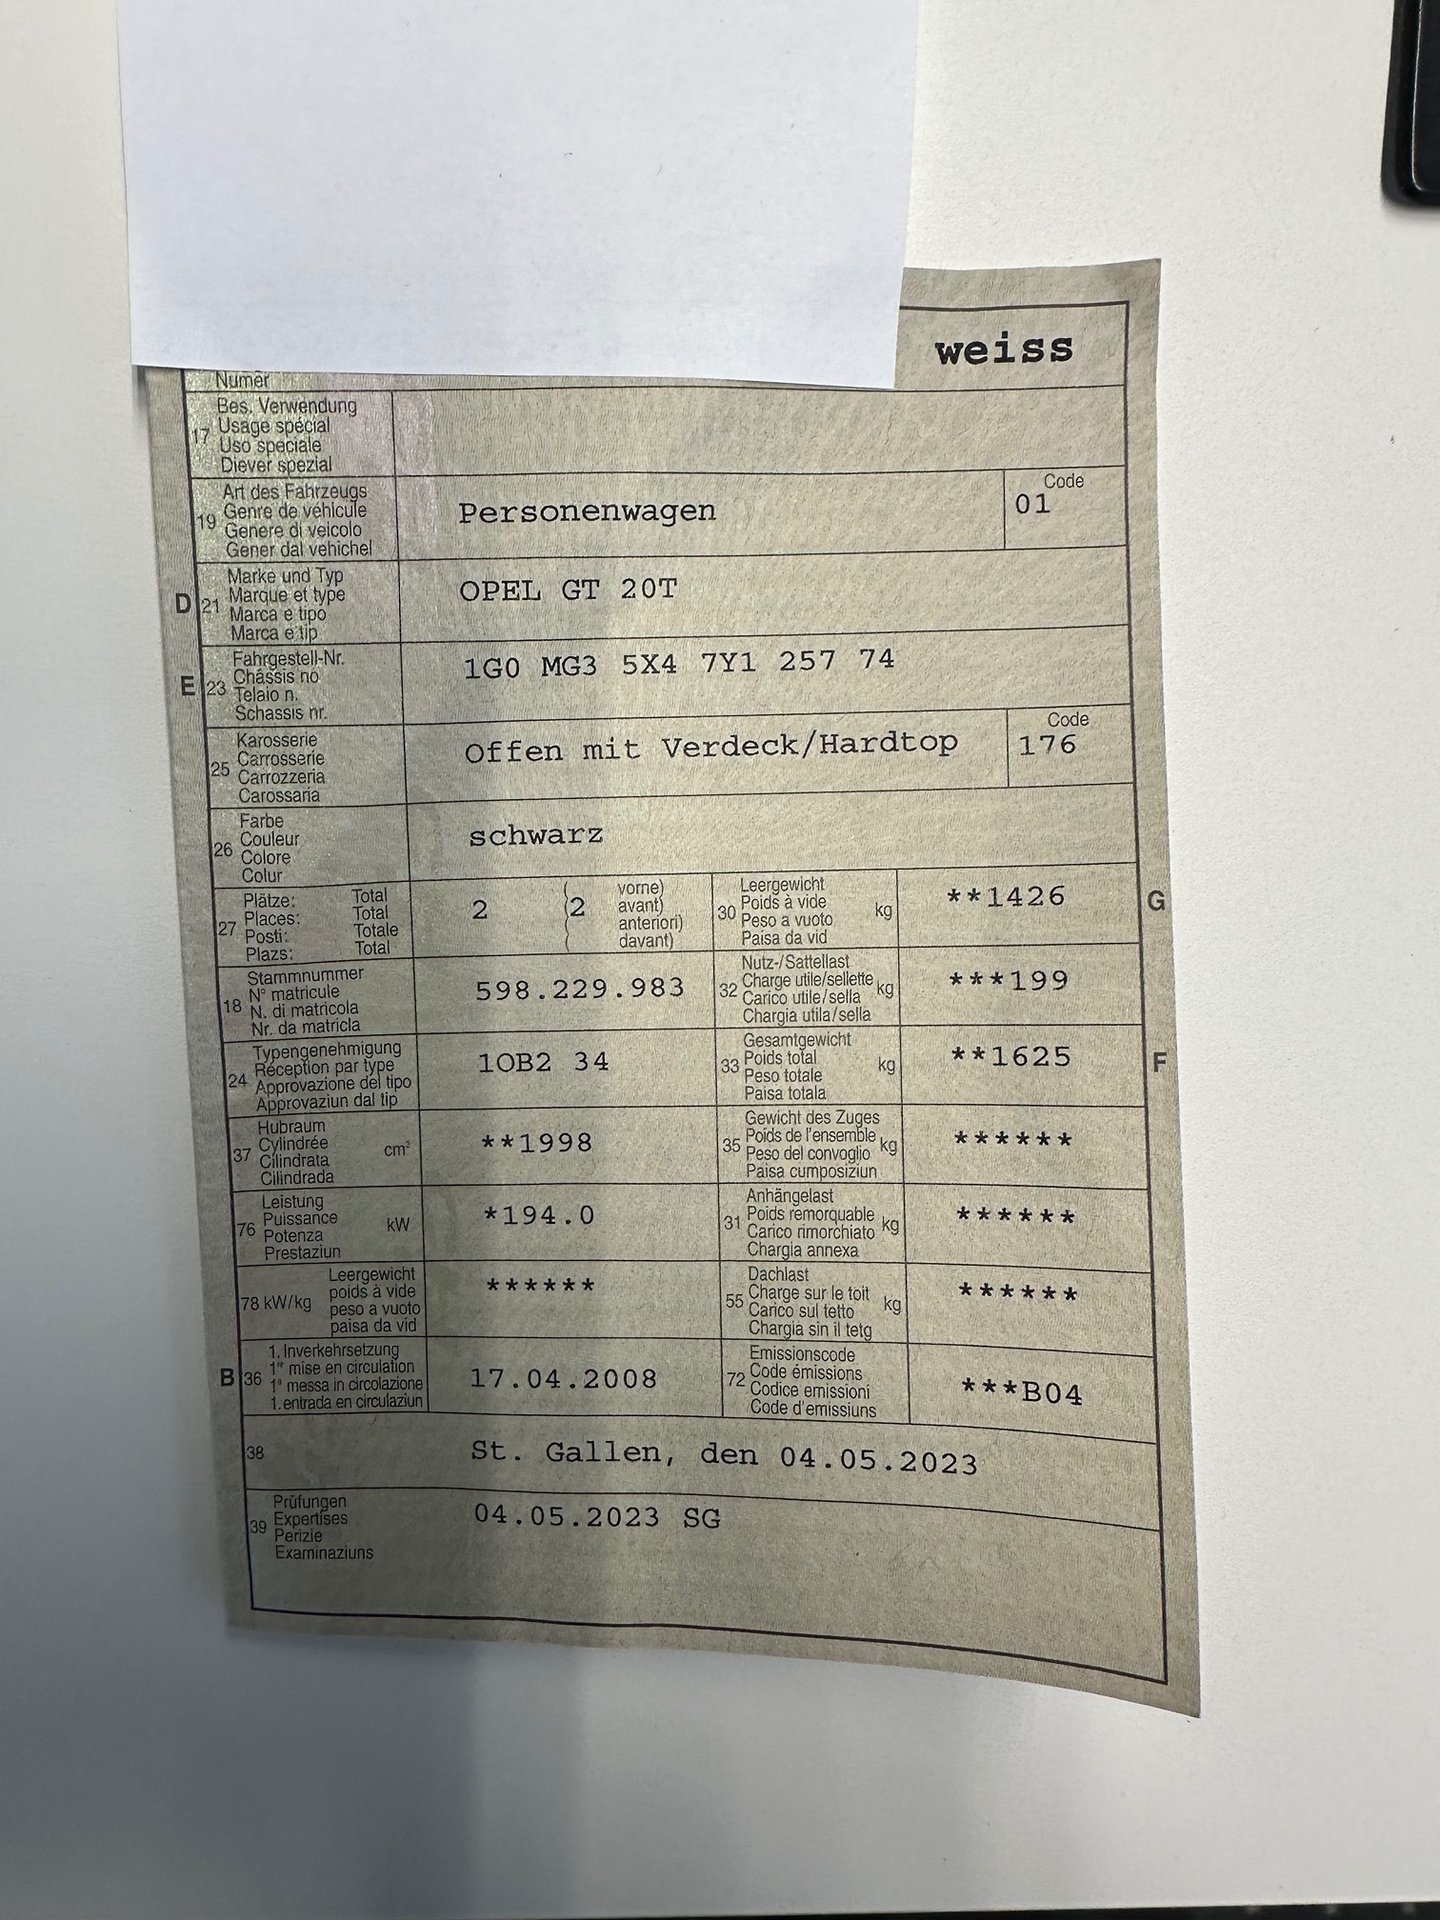 weiss
Numer
17 Bes. Verwendung
Usage spécial
Uso speciale
Diever spezial
19 Art des Fahrzeugs
Genre de véhicule
Genere di veicolo
Gener dal vehichel
Personenwagen
Code
01
D 21 Marke und Typ
Marque et type
Marca e tipo
Marca e tip
OPEL GT 20T
E 23 Fahrgestell-Nr.
Châssis no
Telaio n.
Schassis nr.
1G0 MG3 5X4 7Y1 257 74
25 Karosserie
Carrosserie
Carrozzeria
Carossaria
Offen mit Verdeck/Hardtop
Code
176
26 Farbe
Couleur
Colore
Colur
schwarz
27 Plätze: Total
Places: Total
Posti: Totale
Plazs: Total
2 (2 vorne)
avant)
anteriori)
davant)
30 Leergewicht
Poids à vide
Peso a vuoto
Paisa da vid
kg
**1426
G
18 Stammnummer
N° matricule
N. di matricola
Nr. da matricla
598.229.983
32 Nutz-/Sattellast
Charge utile/sellette
Carico utile/sella
Chargia utila/sella
kg
***199
24 Typengenehmigung
Réception par type
Approvazione del tipo
Approvaziun dal tip
1OB2 34
33 Gesamtgewicht
Poids total
Peso totale
Paisa totala
kg
**1625
F
37 Hubraum
Cylindrée
Cilindrata
Cilindrada
cm³
**1998
35 Gewicht des Zuges
Poids de l'ensemble
Peso del convoglio
Paisa cumposiziun
kg
******
76 Leistung
Puissance
Potenza
Prestaziun
kW
*194.0
31 Anhängelast
Poids remorquable
Carico rimorchiato
Chargia annexa
kg
******
78 kW/kg
Leergewicht
poids à vide
peso a vuoto
paisa da vid
******
55 Dachlast
Charge sur le toit
Carico sul tetto
Chargia sin il tetg
kg
******
B 36 1. Inverkehrsetzung
1re mise en circulation
1a messa in circolazione
1. entrada en circulaziun
17.04.2008
72 Emissionscode
Code émissions
Codice emissioni
Code d'emissiuns
***B04
38
St. Gallen, den 04.05.2023
39 Prüfungen
Expertises
Perizie
Examinaziuns
04.05.2023 SG